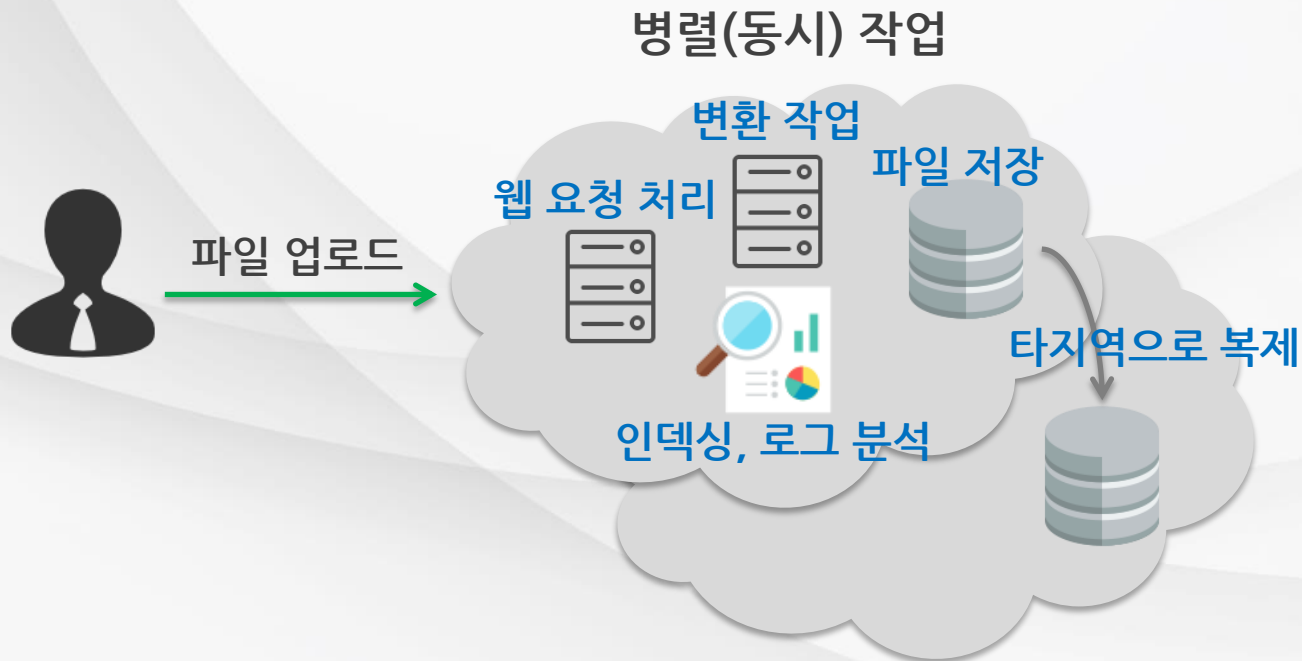 병렬(동시) 작업
변환 작업
파일 저장
웹 요청 처리
파일 업로드
타지역으로 복제
인덱싱, 로그 분석